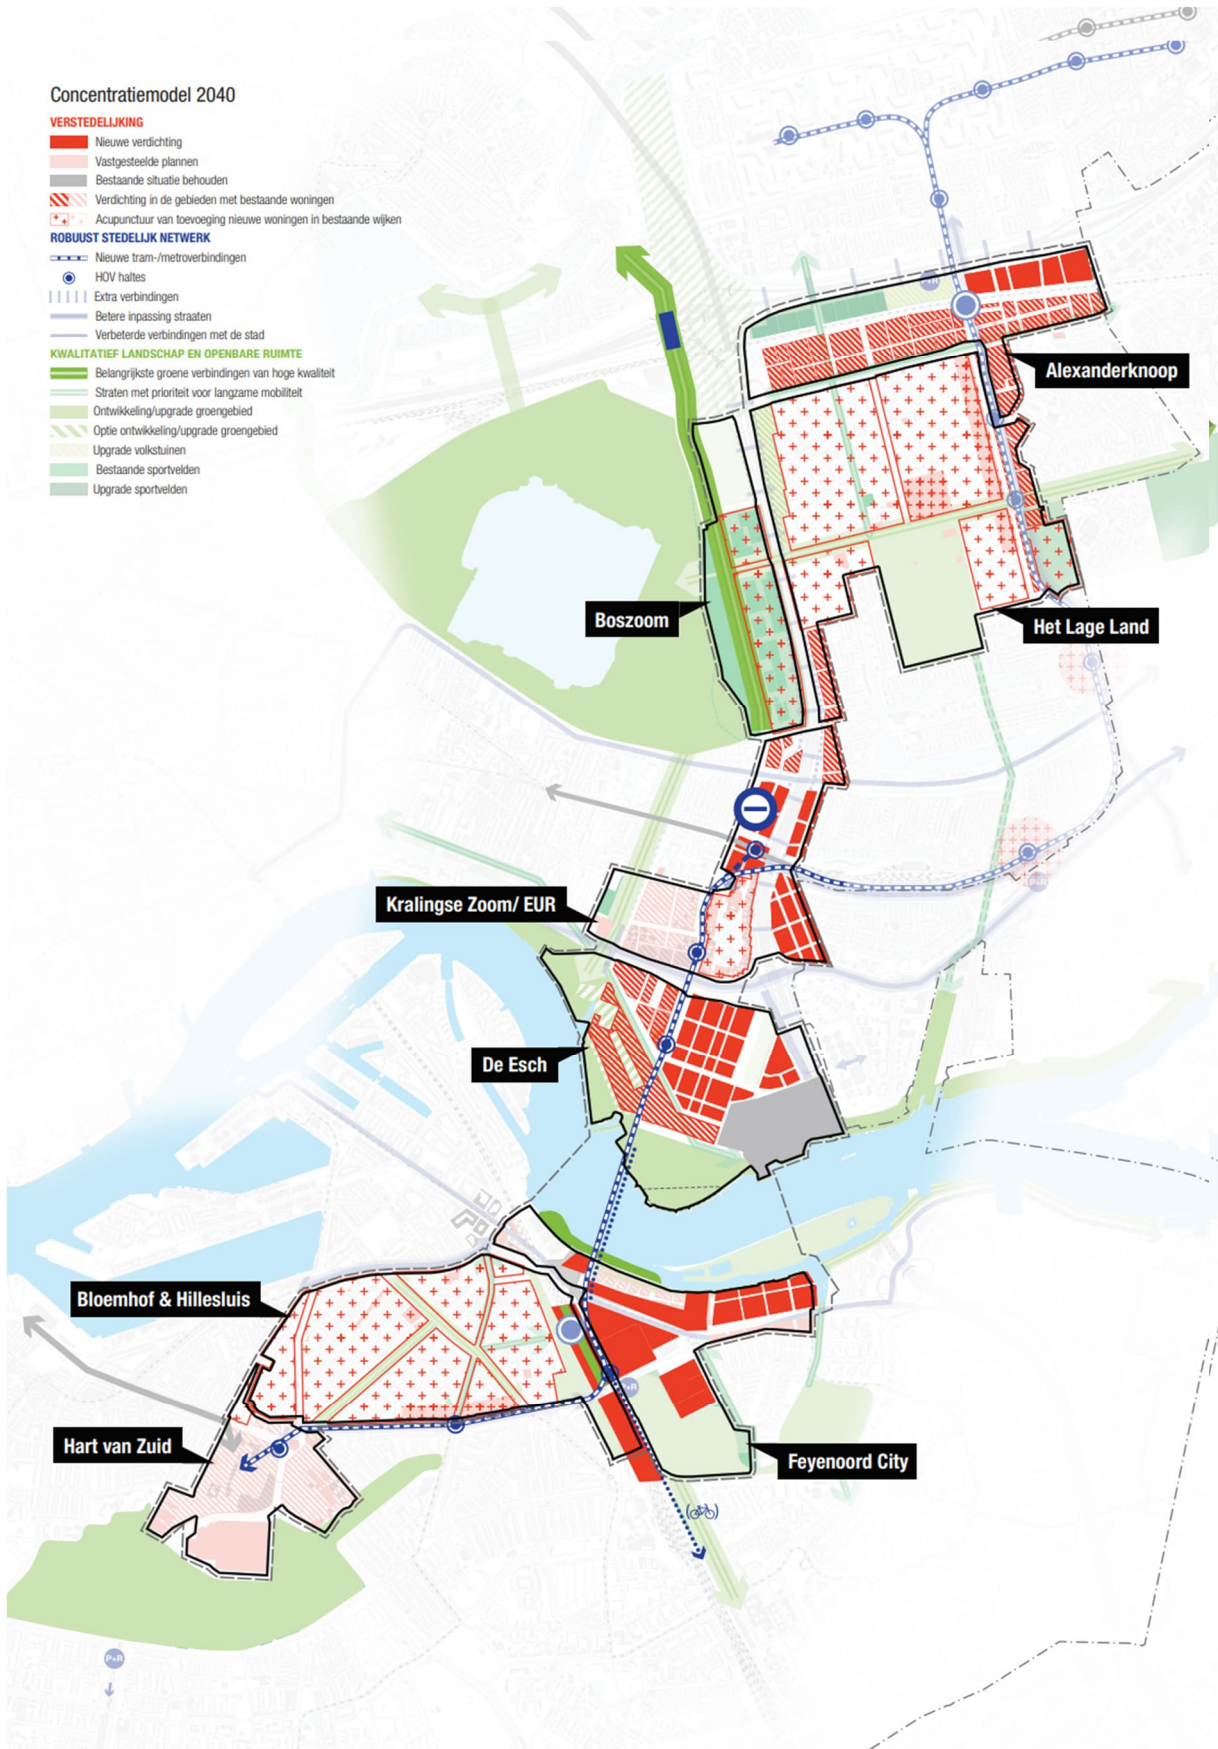 Concentratiemodel 2040
VERSTEDELIJKING
Nieuwe verdichting
Vastgestelde plannen
Bestaande situatie behouden
Verdichting in de gebieden met bestaande woningen
Acupunctuur van toevoeging nieuwe woningen in bestaande wijken
ROBUUST STEDELIJK NETWERK
Nieuwe tram-/metroverbindingen
HOV haltes
Extra verbindingen
Betere inpassing straaten
Verbeterde verbindingen met de stad
KWALITATIEF LANDSCHAP EN OPENBARE RUIMTE
Belangrijkste groene verbindingen van hoge kwaliteit
Straten met prioriteit voor langzame mobiliteit
Ontwikkeling/upgrade groengebied
Optie ontwikkeling/upgrade groengebied
Upgrade volkstuinen
Bestaande sportvelden
Upgrade sportvelden
P+R
Alexanderknoop
Boszoom
Het Lage Land
P+R
Kralingse Zoom/ EUR
De Esch
Bloemhof & Hillesluis
P+R
Hart van Zuid
Feyenoord City
P+R